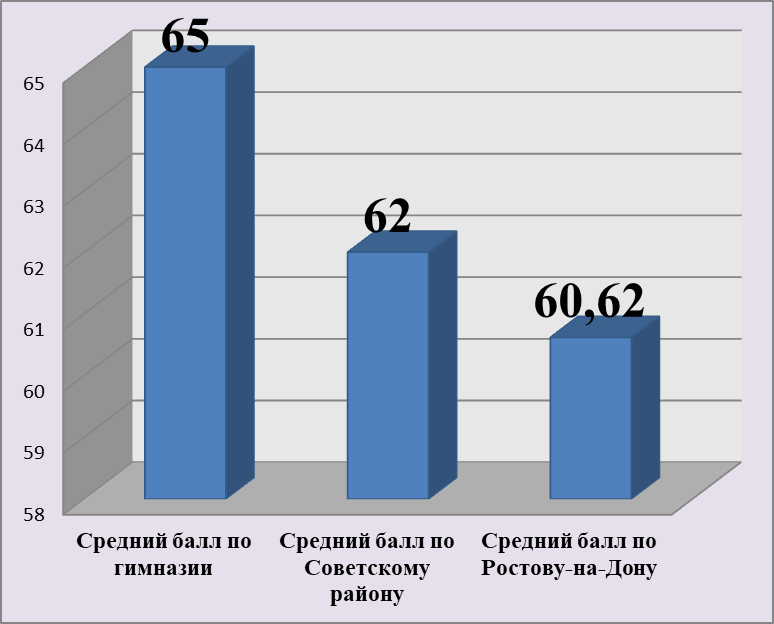 65
62
60,62
65
64
63
62
61
60
59
58
Средний балл по
гимназии
Средний балл по
Советскому
району
Средний балл по
Ростову-на-Дону